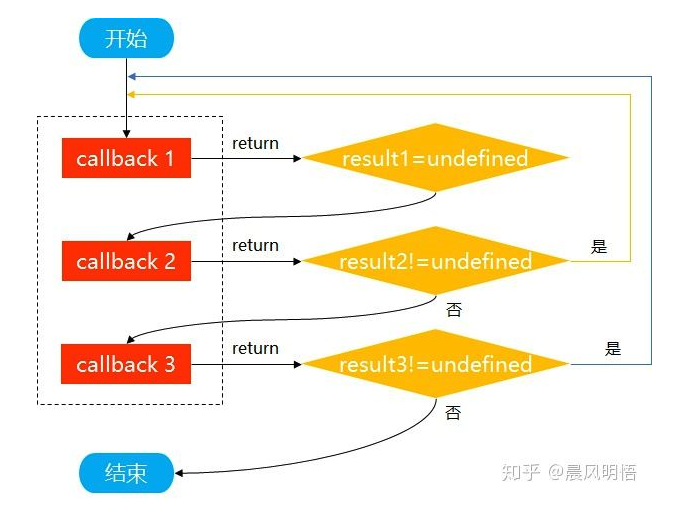 开始
callback 1
return
result1=undefined
callback 2
return
result2!=undefined
是
否
callback 3
return
result3!=undefined
是
否
结束
知乎 @晨风明悟